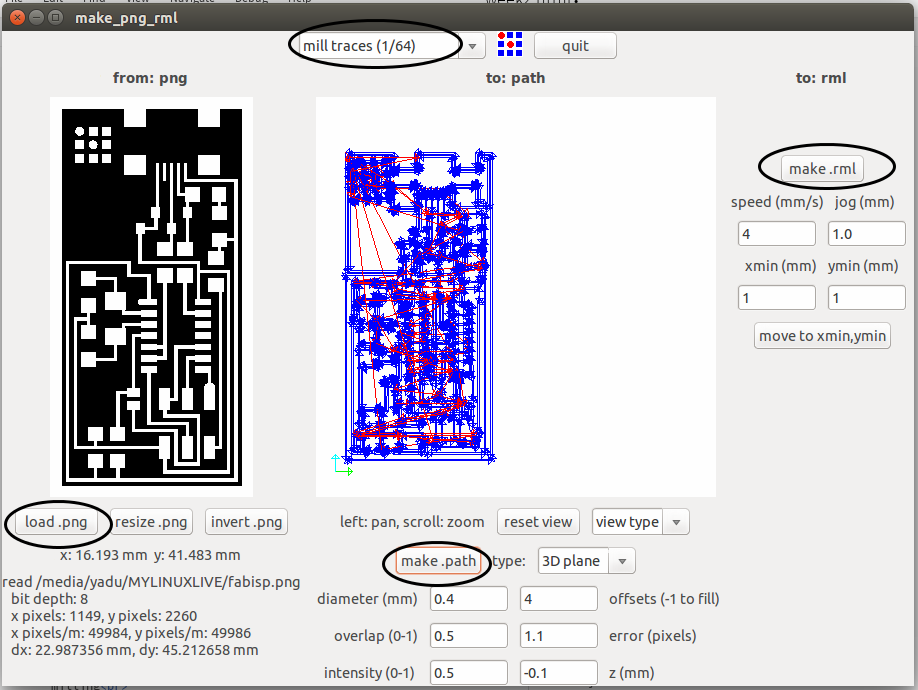 make_png_rml
mill traces (1/64)
quit
from: png
to: path
to: rml
make .rml
speed (mm/s) jog (mm)
4 1.0
xmin (mm) ymin (mm)
1 1
move to xmin,ymin
load .png resize .png invert .png
left: pan, scroll: zoom reset view view type
x: 16.193 mm y: 41.483 mm
make .path type: 3D plane
read /media/yadu/MYLINUXLIVE/fabisp.png
bit depth: 8
x pixels: 1149, y pixels: 2260
x pixels/m: 49984, y pixels/m: 49986
dx: 22.987356 mm, dy: 45.212658 mm
diameter (mm) 0.4 4 offsets (-1 to fill)
overlap (0-1) 0.5 1.1 error (pixels)
intensity (0-1) 0.5 -0.1 z (mm)